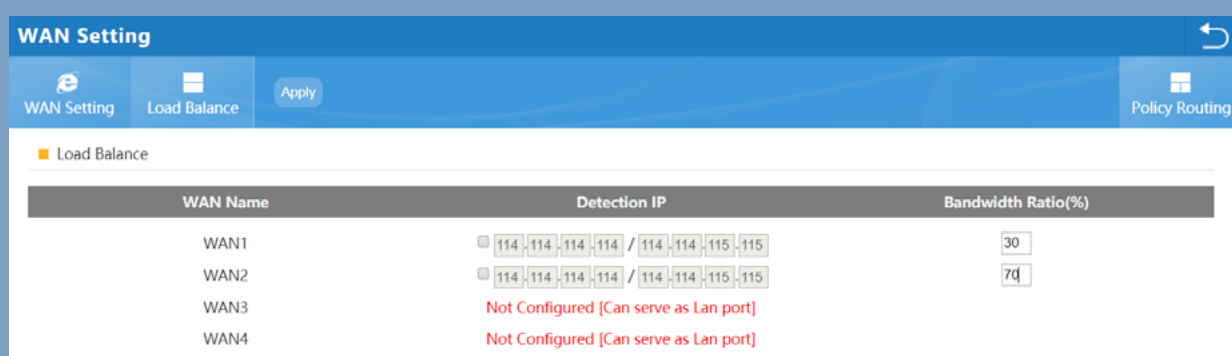 WAN Setting
WAN Setting Load Balance Apply Policy Routing
Load Balance
WAN Name Detection IP Bandwidth Ratio(%)
WAN1 114.114.114.114 / 114.114.115.115 30
WAN2 114.114.114.114 / 114.114.115.115 70
WAN3 Not Configured [Can serve as Lan port]
WAN4 Not Configured [Can serve as Lan port]